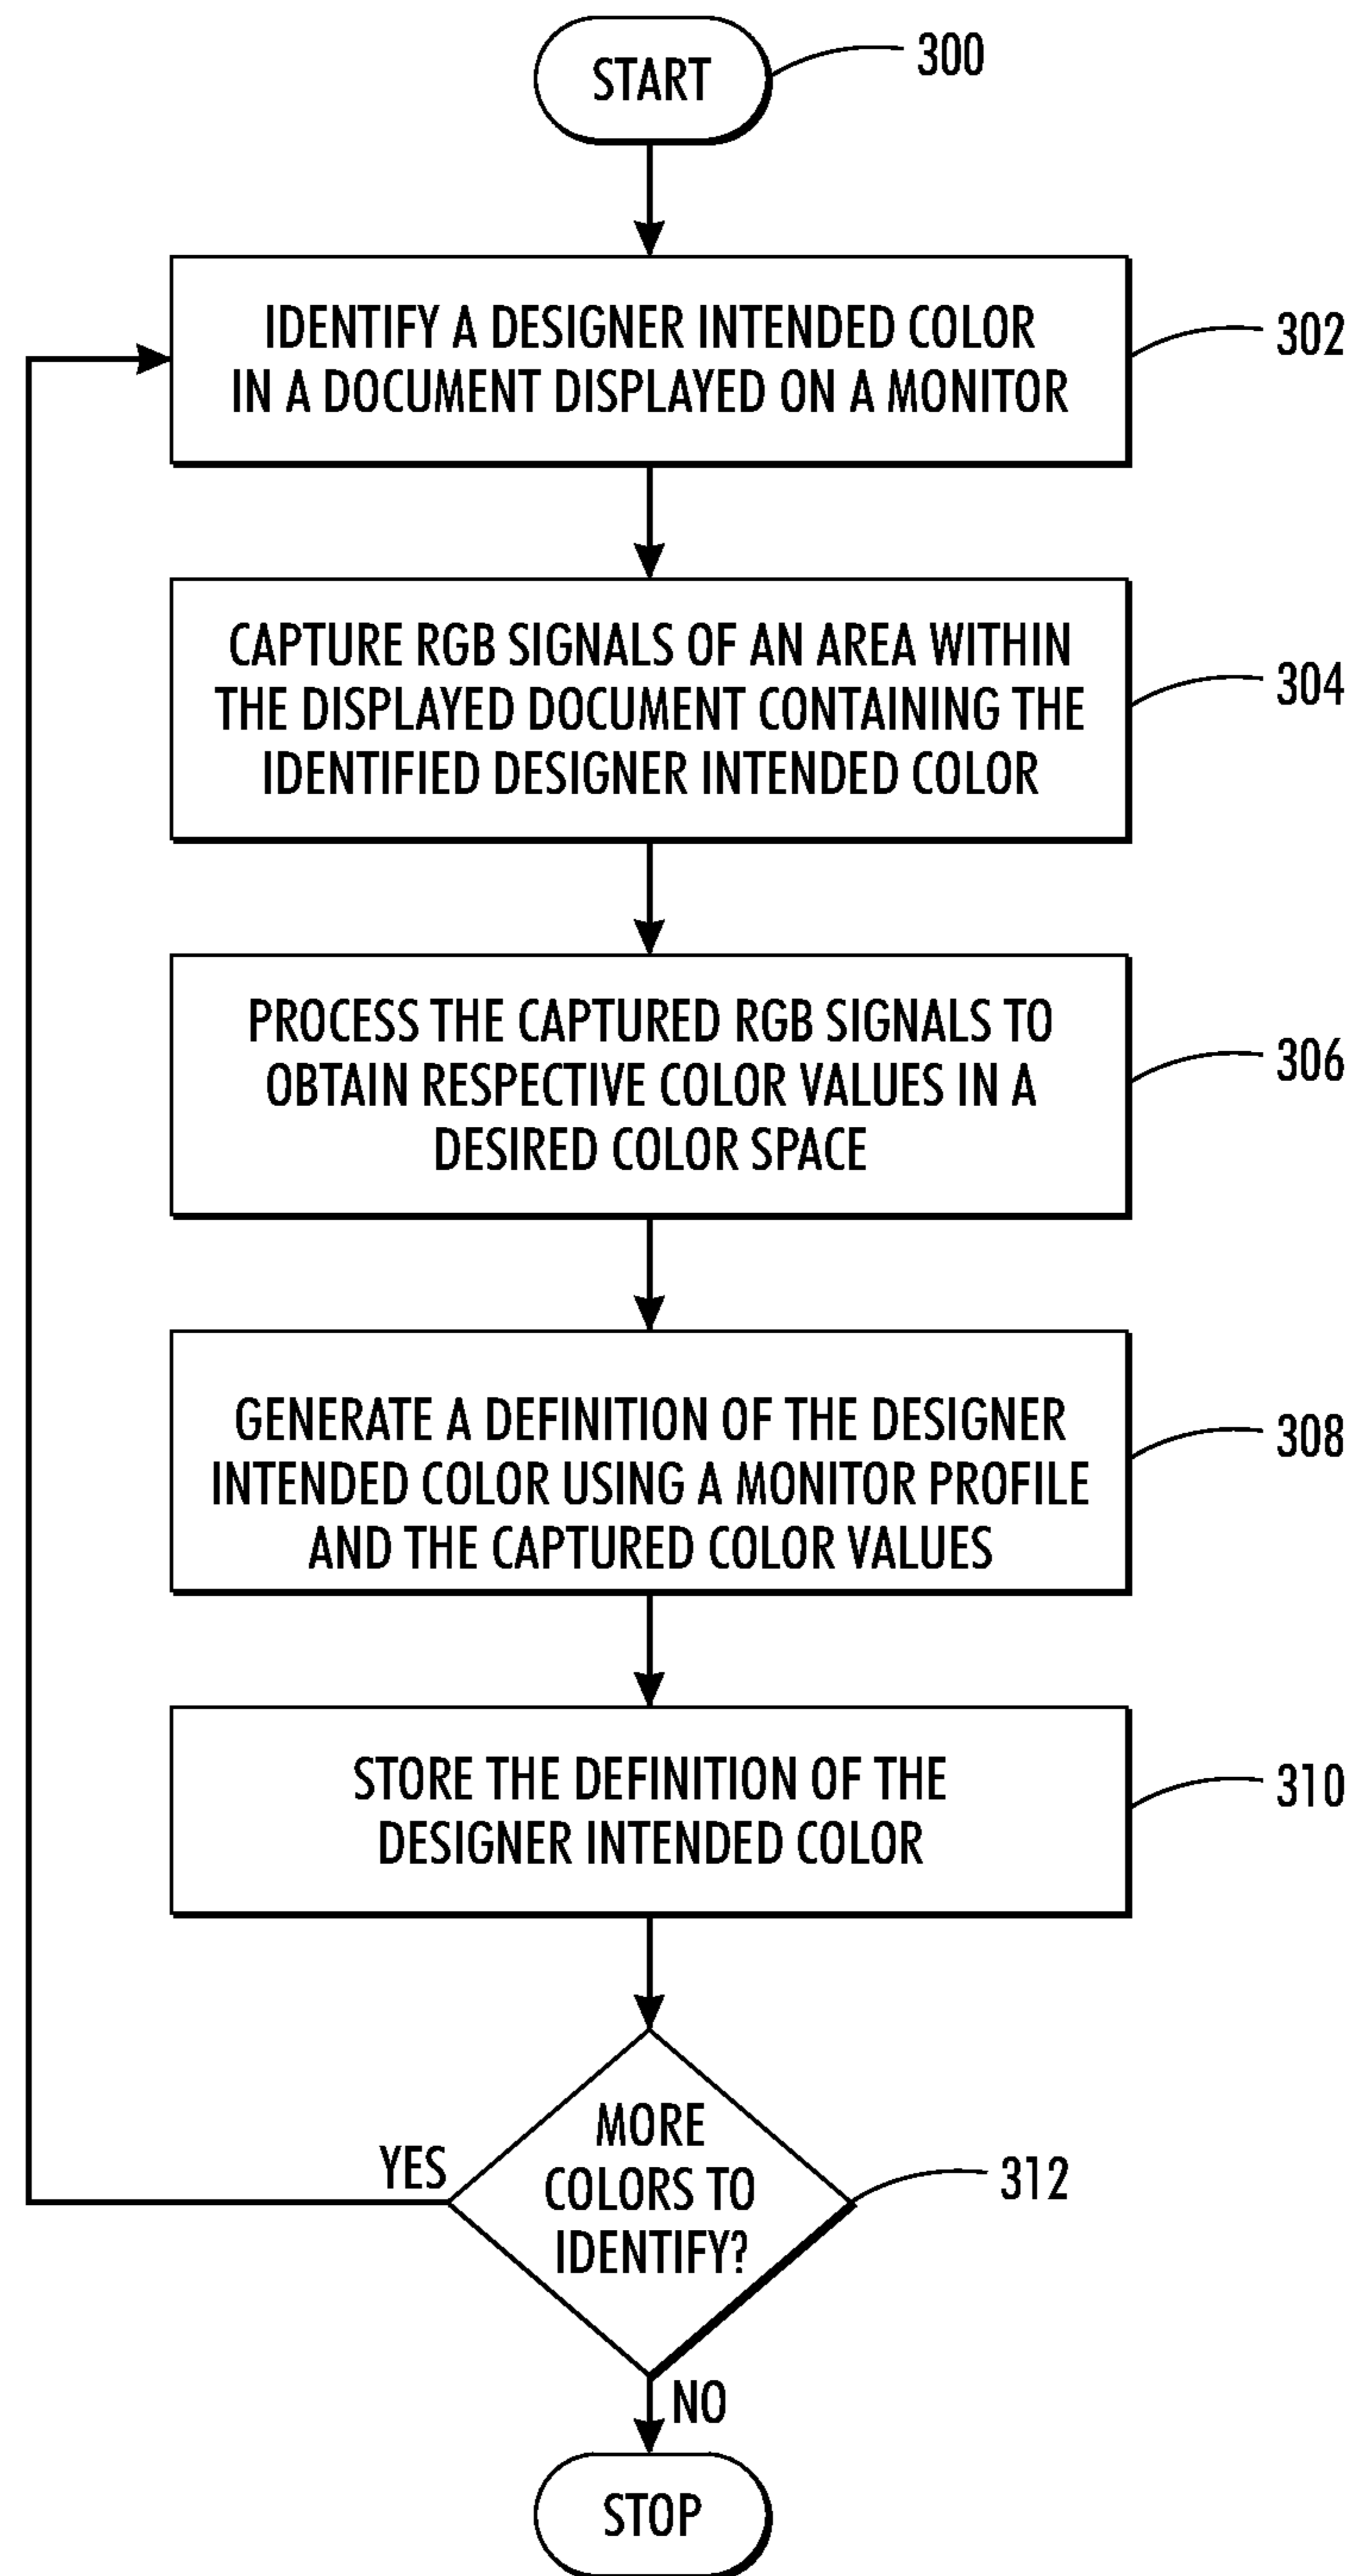 START
300
IDENTIFY A DESIGNER INTENDED COLOR
IN A DOCUMENT DISPLAYED ON A MONITOR
302
CAPTURE RGB SIGNALS OF AN AREA WITHIN
THE DISPLAYED DOCUMENT CONTAINING THE
IDENTIFIED DESIGNER INTENDED COLOR
304
PROCESS THE CAPTURED RGB SIGNALS TO
OBTAIN RESPECTIVE COLOR VALUES IN A
DESIRED COLOR SPACE
306
GENERATE A DEFINITION OF THE DESIGNER
INTENDED COLOR USING A MONITOR PROFILE
AND THE CAPTURED COLOR VALUES
308
STORE THE DEFINITION OF THE
DESIGNER INTENDED COLOR
310
MORE
COLORS TO
IDENTIFY?
312
YES
NO
STOP